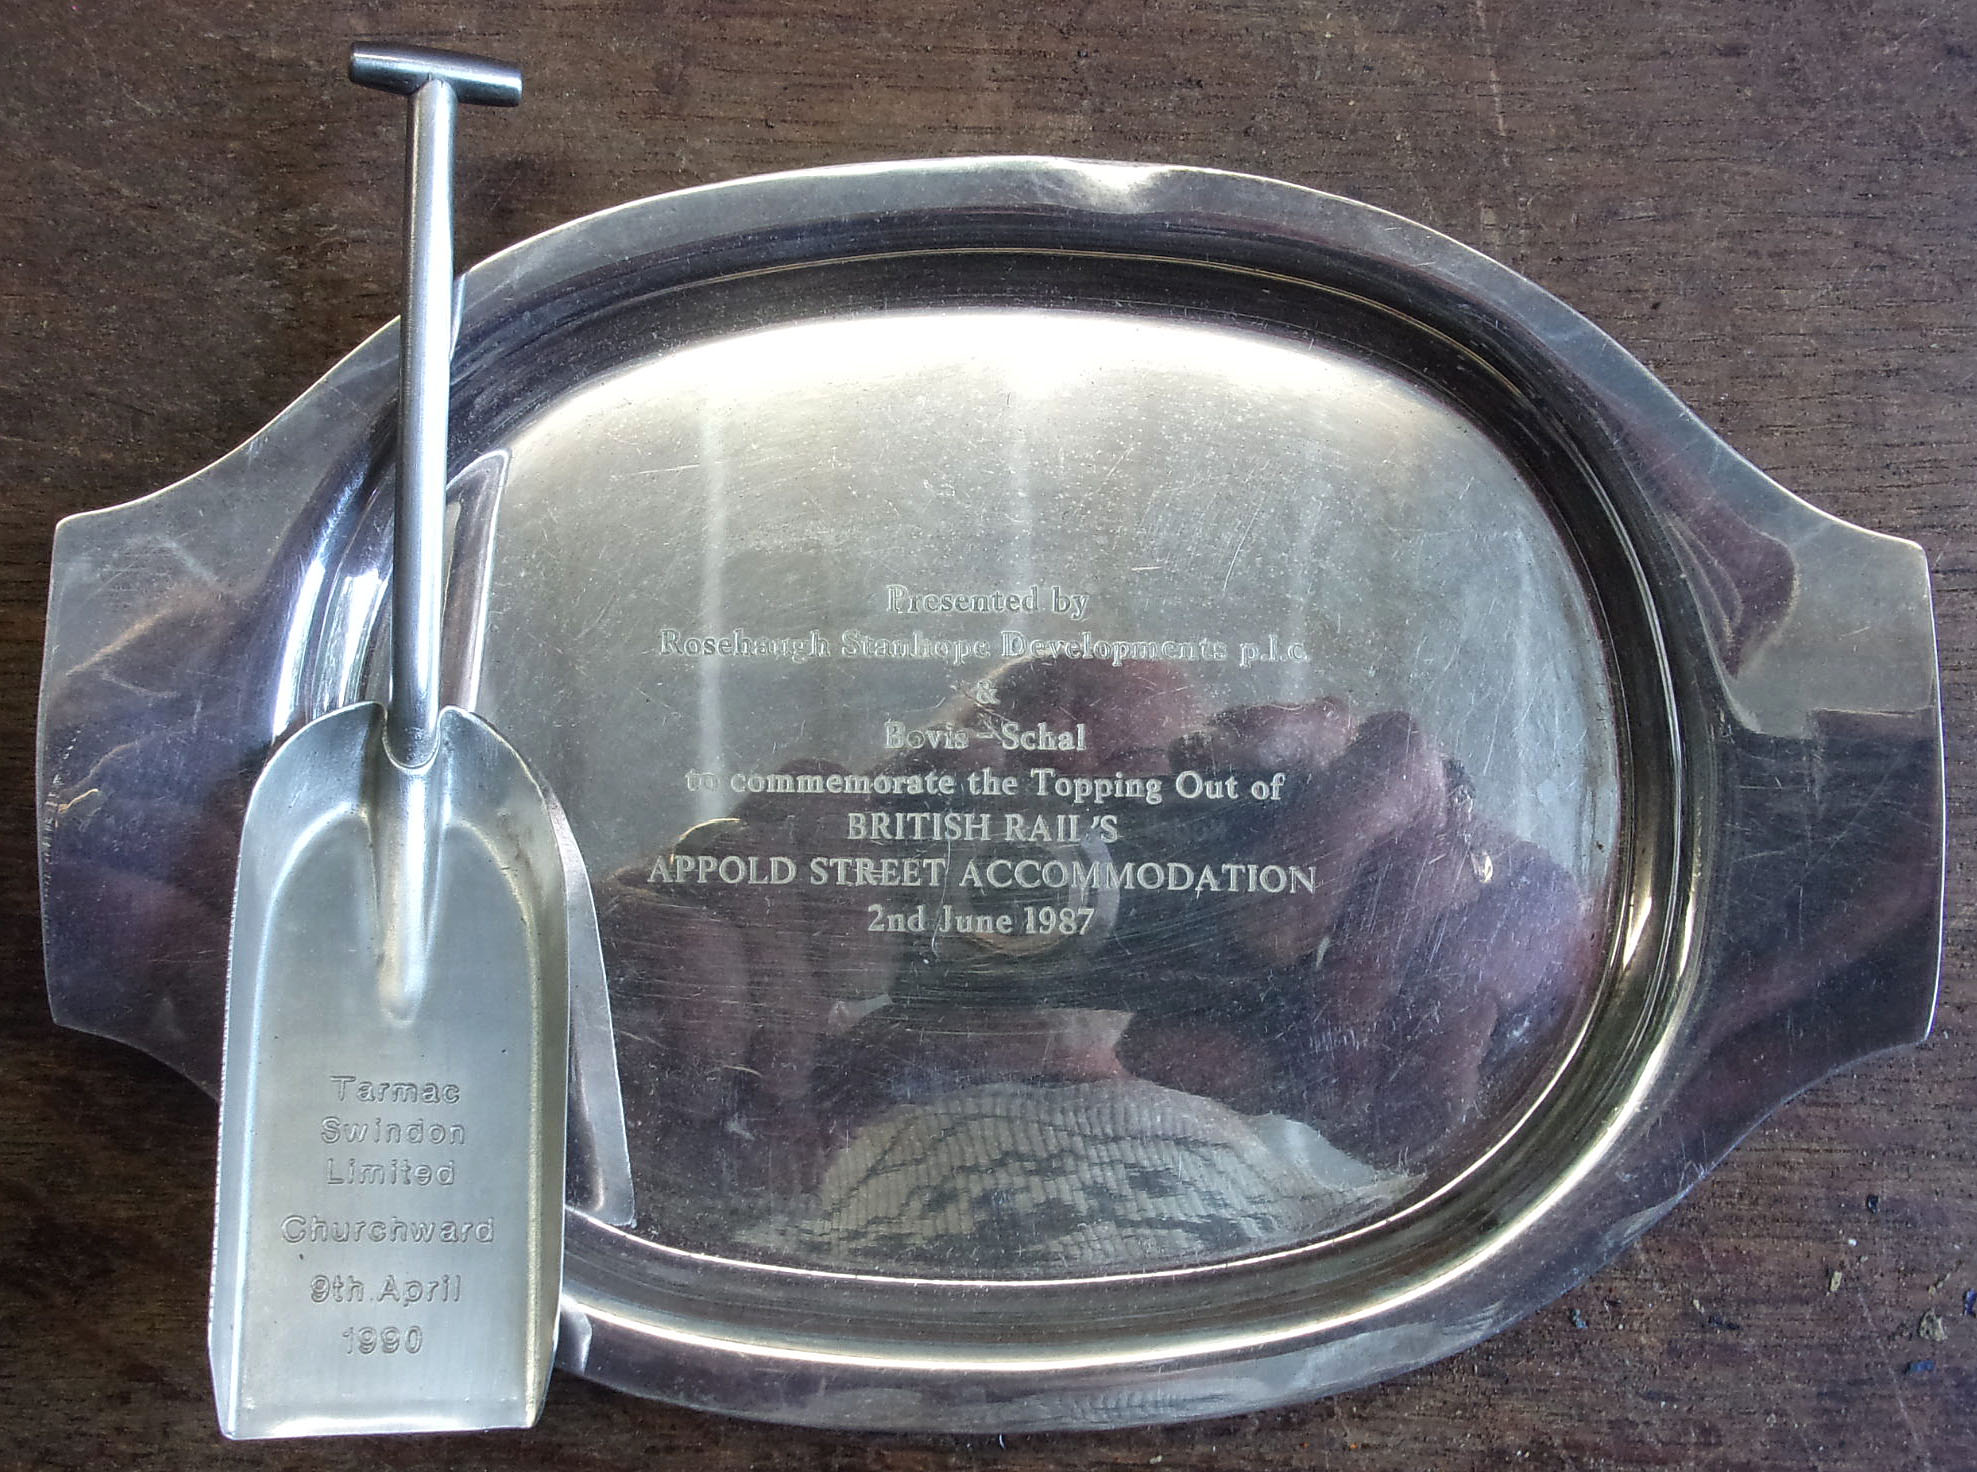 Presented by
Rosehaugh Stanhope Developments p.l.c.
&
Bovis - Schal
to commemorate the Topping Out of
BRITISH RAIL'S
APPOLD STREET ACCOMMODATION
2nd June 1987
Tarmac
Swindon
Limited
Churchward
9th April
1990